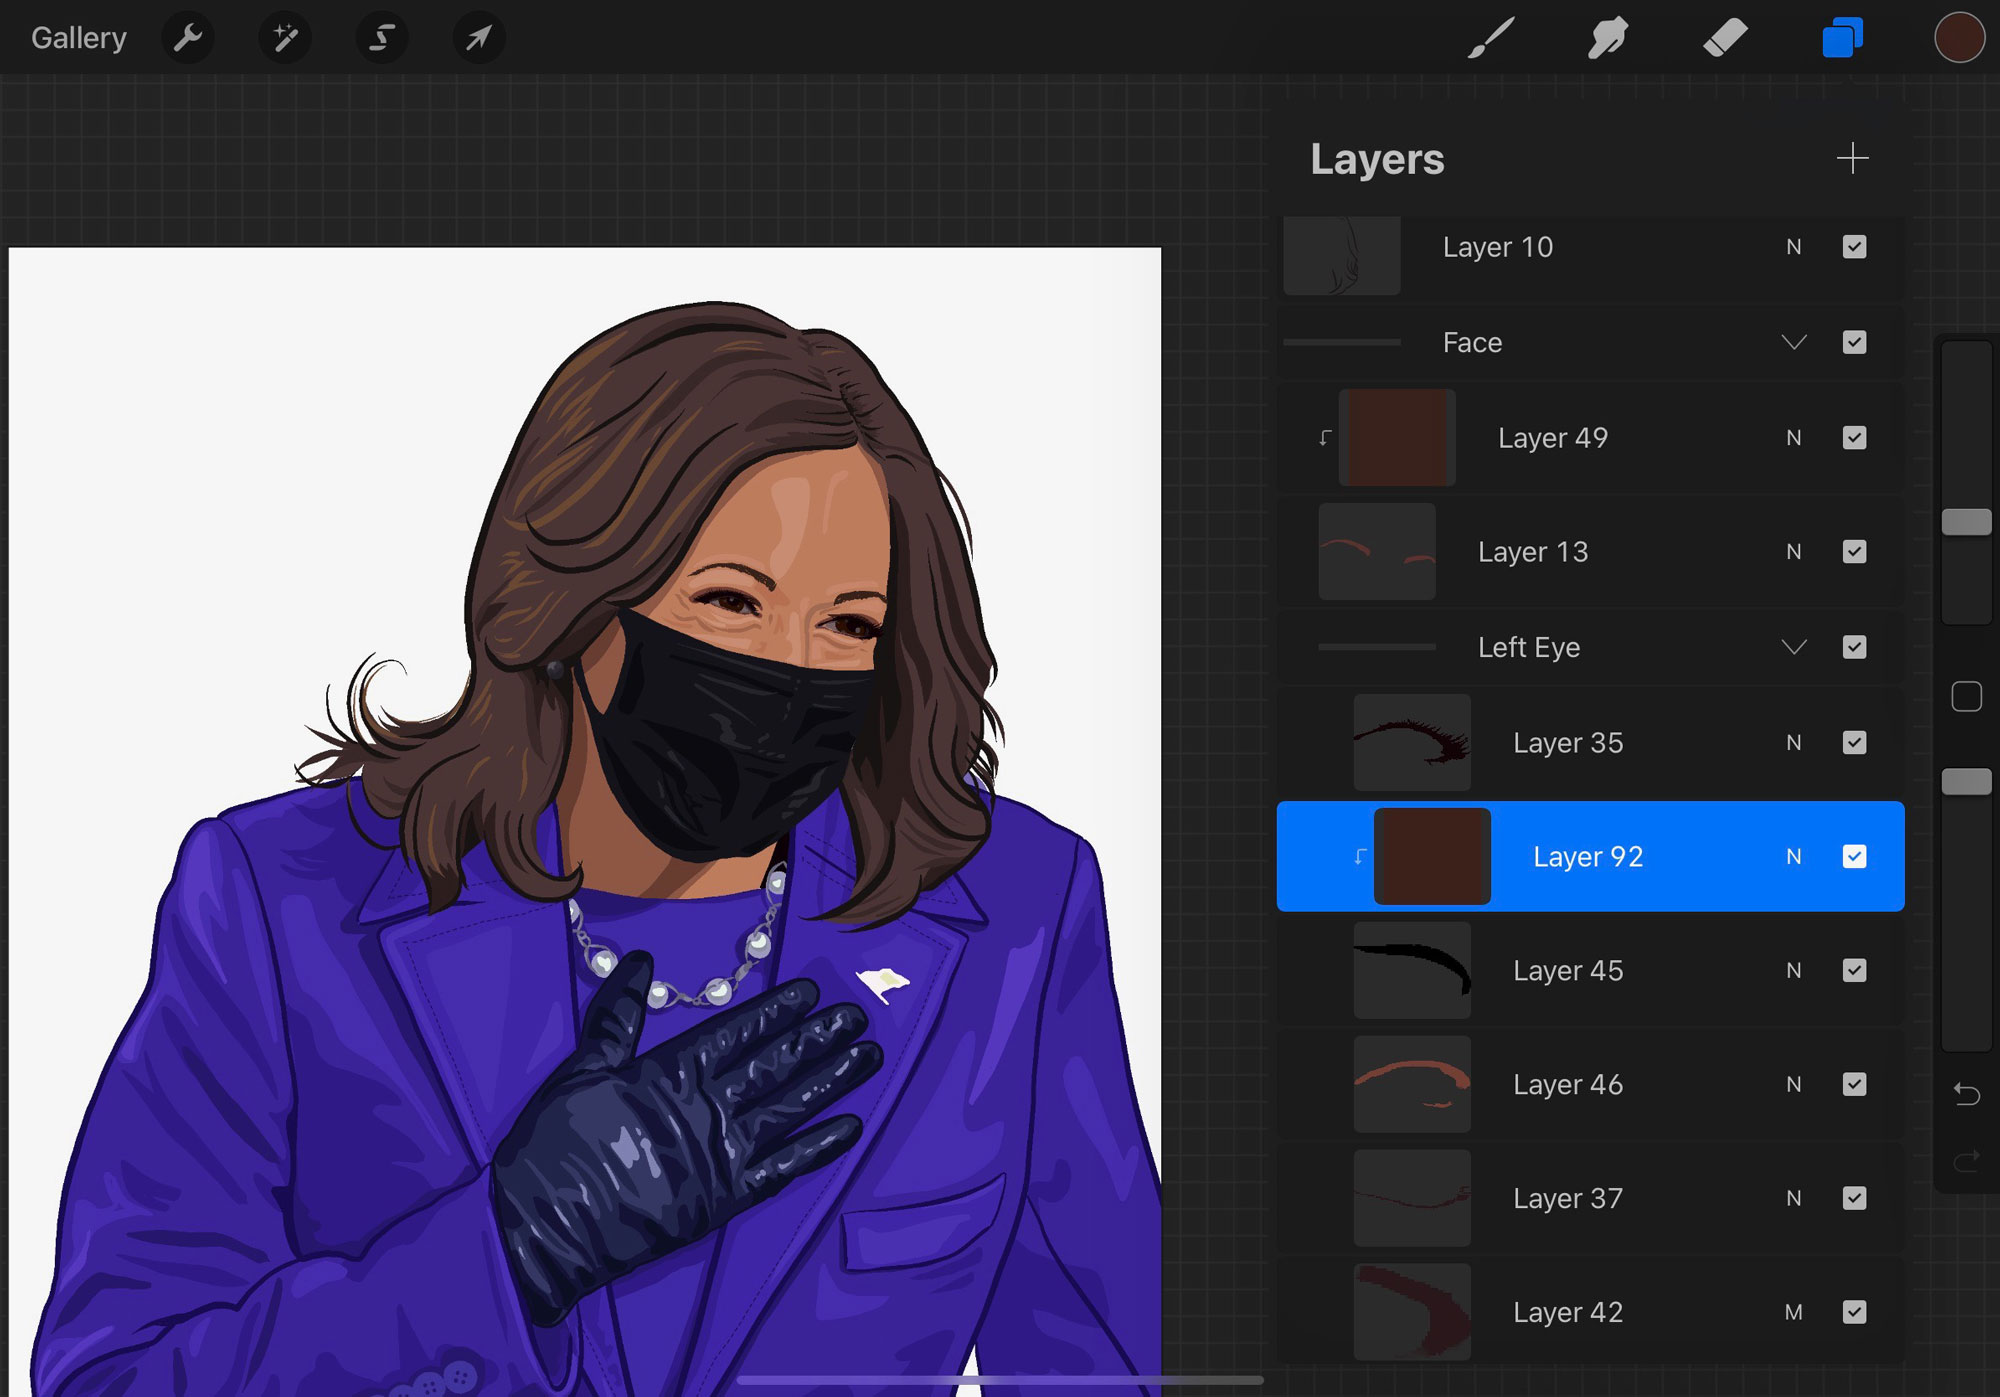 Gallery
Layers
Layer 10 N
Face
Layer 49 N
Layer 13 N
Left Eye
Layer 35 N
Layer 92 N
Layer 45 N
Layer 46 N
Layer 37 N
Layer 42 M